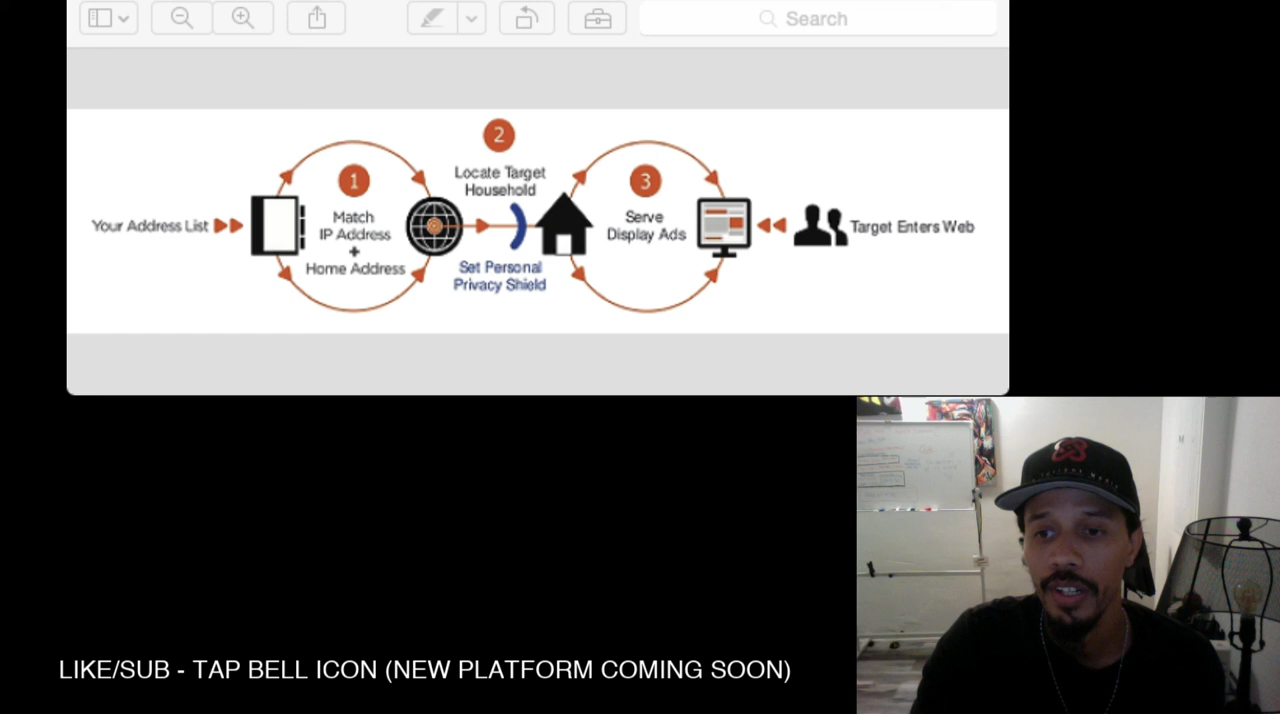 Search
1
2
3
Locate Target
Household
Your Address List
Match
IP Address
+
Home Address
Set Personal
Privacy Shield
Serve
Display Ads
Target Enters Web
LIKE/SUB - TAP BELL ICON (NEW PLATFORM COMING SOON)